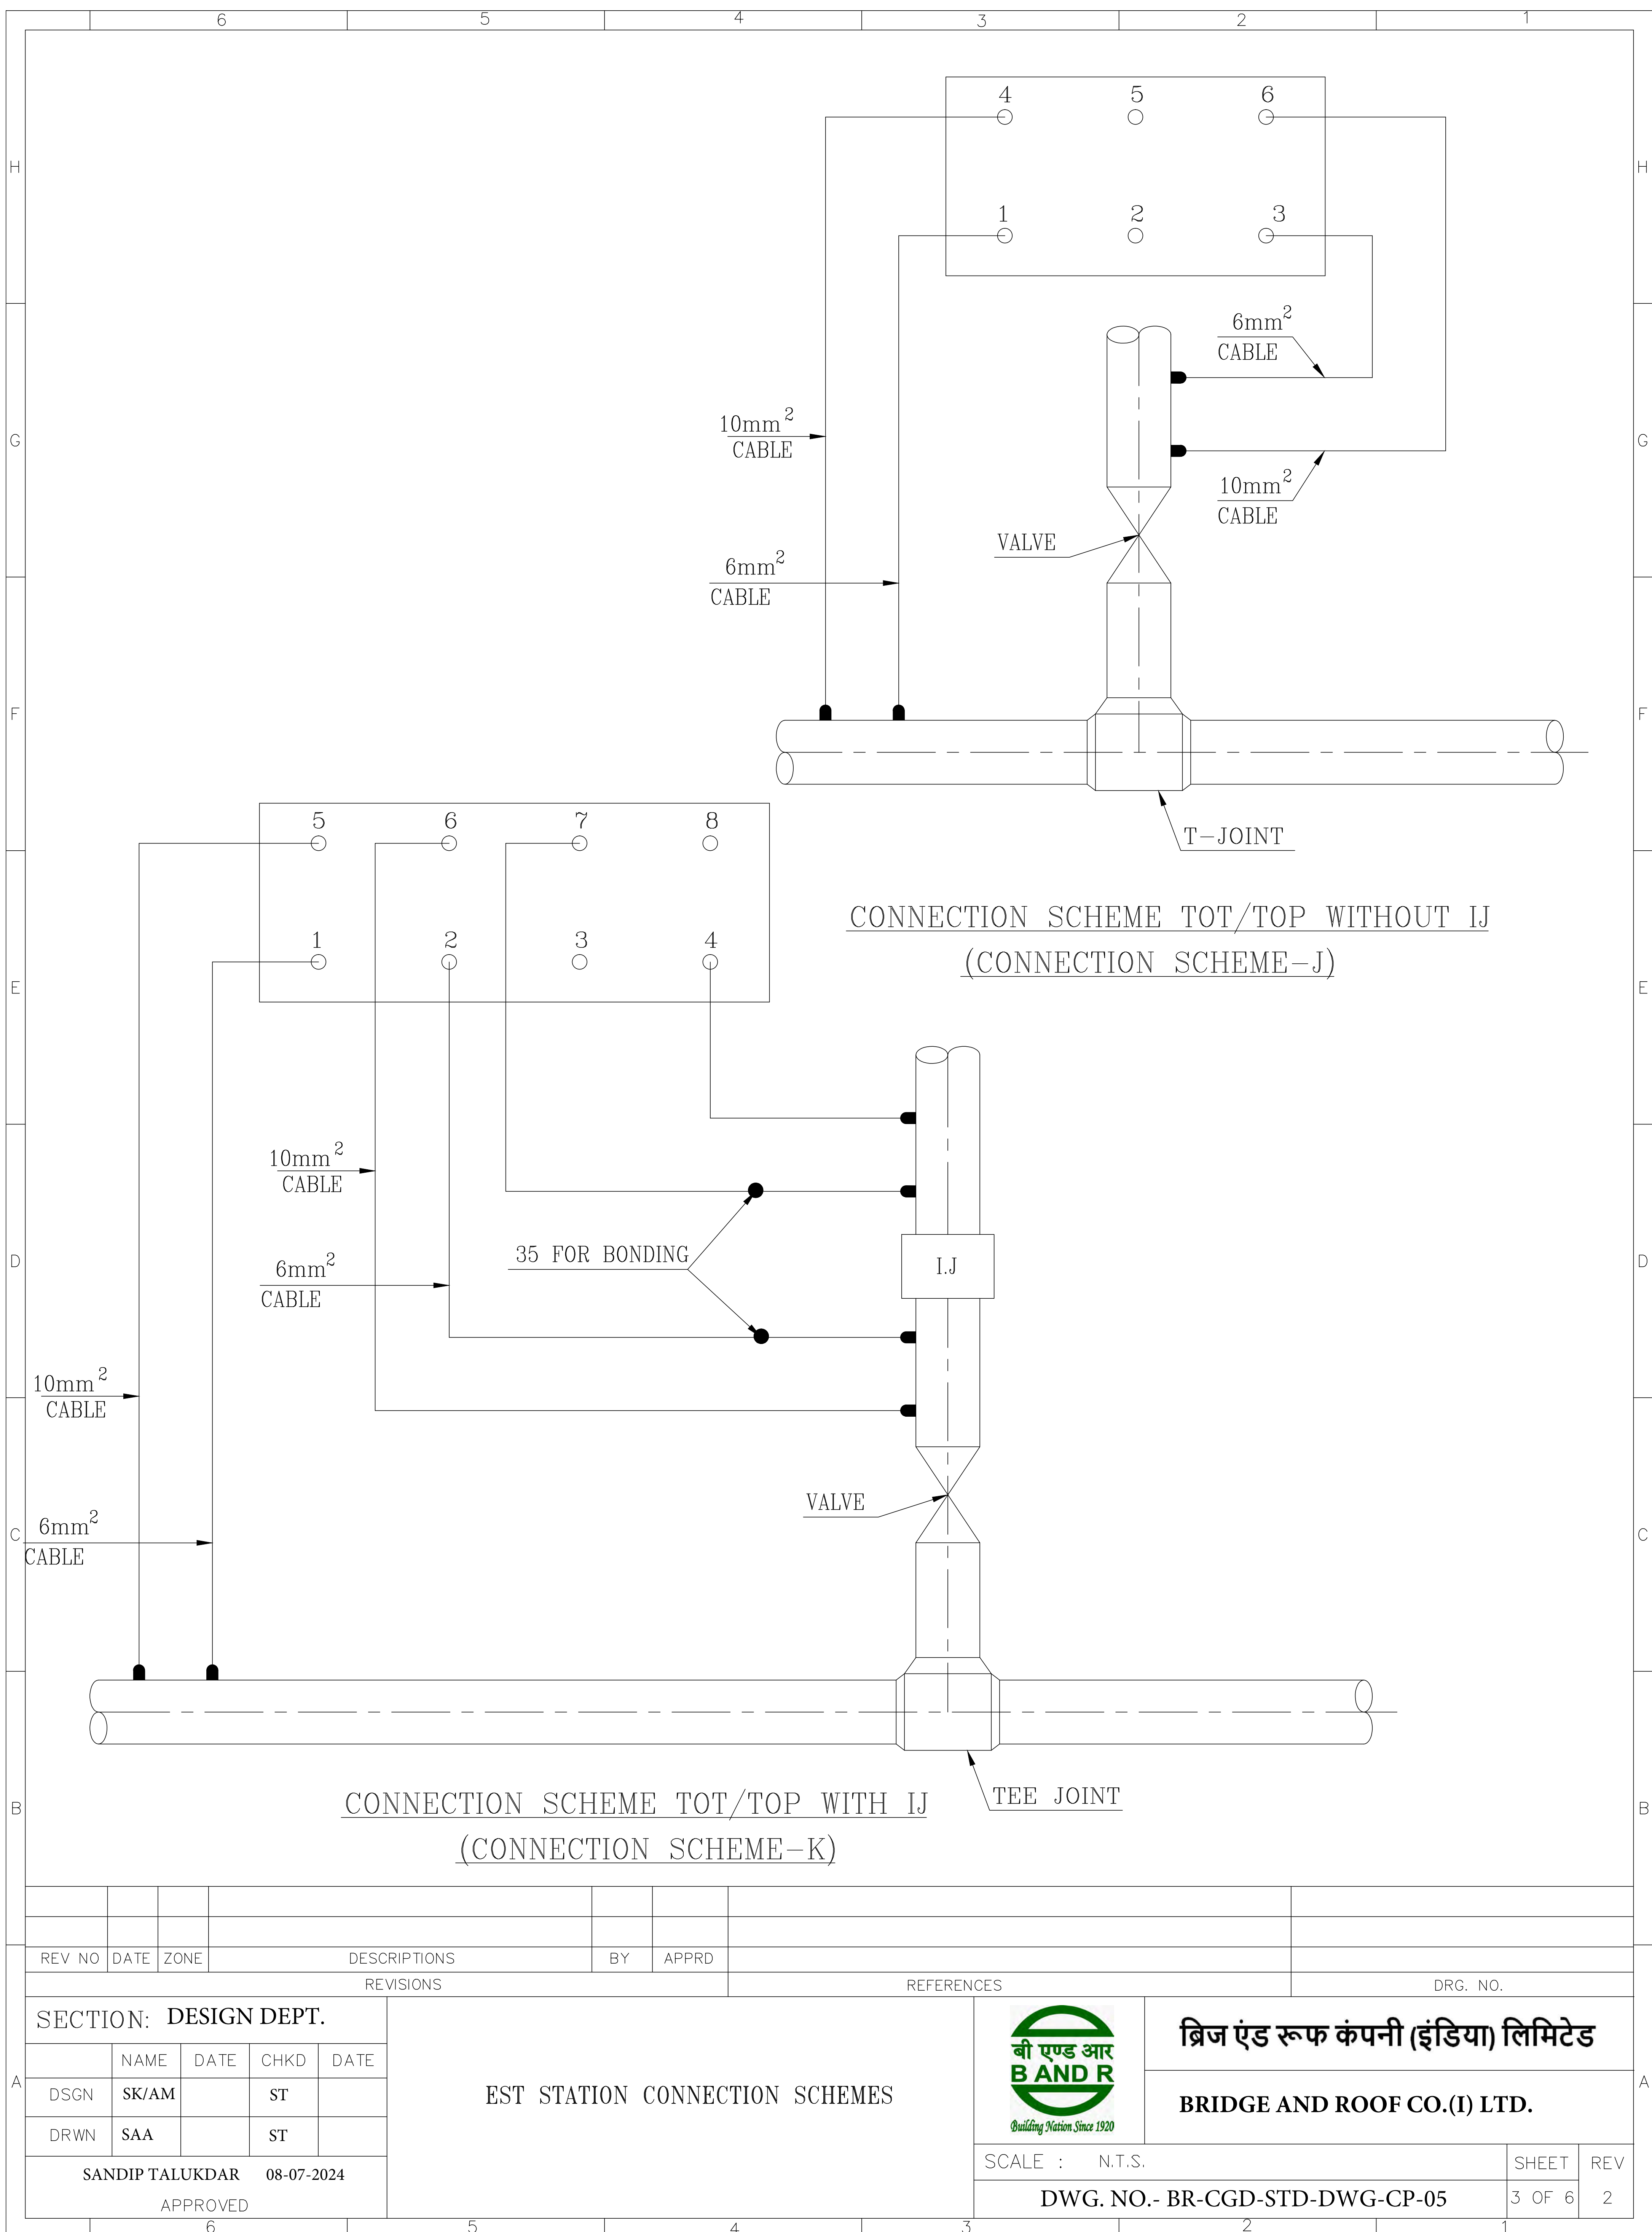 6 5 4 3 2 1
H H
G G
F F
E E
D D
C C
B B
A A
4 5 6
1 2 3
6mm²
CABLE
10mm²
CABLE
10mm²
CABLE
VALVE
6mm²
CABLE
T-JOINT
CONNECTION SCHEME TOT/TOP WITHOUT IJ
(CONNECTION SCHEME-J)
5 6 7 8
1 2 3 4
10mm²
CABLE
35 FOR BONDING
I.J
6mm²
CABLE
10mm²
CABLE
VALVE
6mm²
CABLE
TEE JOINT
CONNECTION SCHEME TOT/TOP WITH IJ
(CONNECTION SCHEME-K)
REV NO DATE ZONE DESCRIPTIONS BY APPRD
REVISIONS REFERENCES DRG. NO.
SECTION: DESIGN DEPT.
NAME DATE CHKD DATE
DSGN SK/AM ST
DRWN SAA ST
SANDIP TALUKDAR 08-07-2024
APPROVED
EST STATION CONNECTION SCHEMES
बी एण्ड आर
B AND R
Building Nation Since 1920
ब्रिज एंड रूफ कंपनी (इंडिया) लिमिटेड
BRIDGE AND ROOF CO.(I) LTD.
SCALE : N.T.S.
SHEET REV
DWG. NO.- BR-CGD-STD-DWG-CP-05
3 OF 6 2
6 5 4 3 2 1